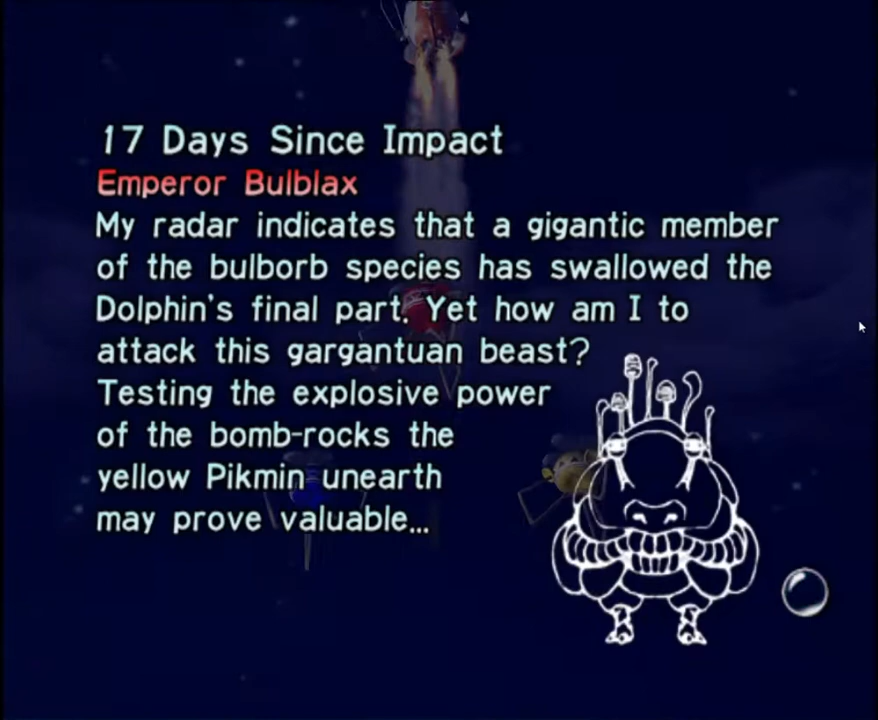 17 Days Since Impact
Emperor Bulblax
My radar indicates that a gigantic member
of the bulborb species has swallowed the
Dolphin's final part. Yet how am I to
attack this gargantuan beast?
Testing the explosive power
of the bomb-rocks the
yellow Pikmin unearth
may prove valuable...